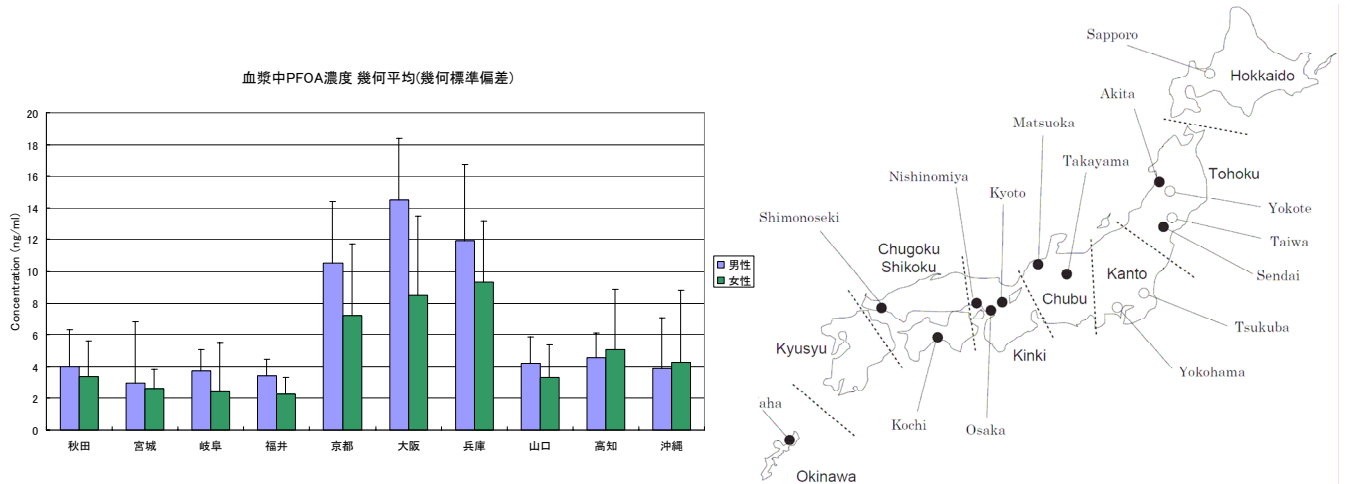 血漿中PFOA濃度 幾何平均(幾何標準偏差)
Concentration (ng/ml)
20
18
16
14
12
10
8
6
4
2
0
秋田
宮城
岐阜
福井
京都
大阪
兵庫
山口
高知
沖縄
男性
女性
Sapporo
Hokkaido
Akita
Matsuoka
Takayama
Tohoku
Nishinomiya
Kyoto
Yokote
Shimonoseki
Taiwa
Chugoku
Shikoku
Sendai
Kanto
Chubu
Tsukuba
Kyusyu
Kinki
Yokohama
aha
Kochi
Osaka
Okinawa